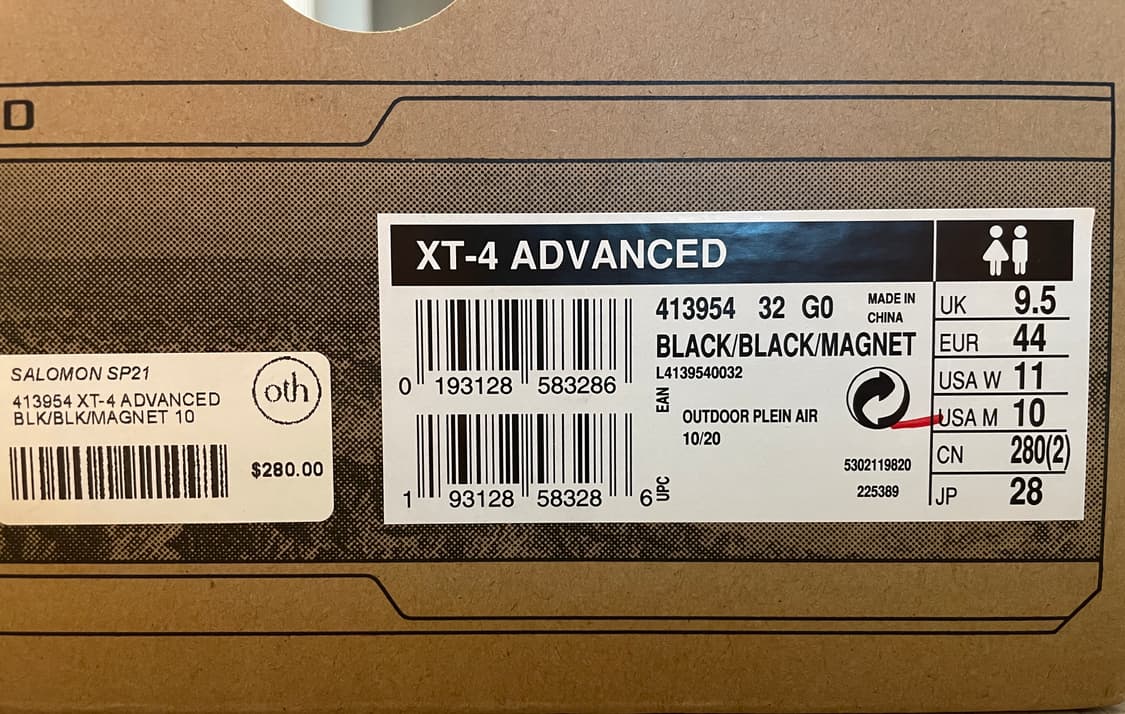 D
XT-4 ADVANCED
413954 32 G0
MADE IN
CHINA
BLACK/BLACK/MAGNET
L4139540032
0 193128 583286
EAN
OUTDOOR PLEIN AIR
10/20
5302119820
225389
1 93128 58328 6
UPC
UK 9.5
EUR 44
USA W 11
USA M 10
CN 280(2)
JP 28
SALOMON SP21
413954 XT-4 ADVANCED
BLK/BLK/MAGNET 10
oth
$280.00